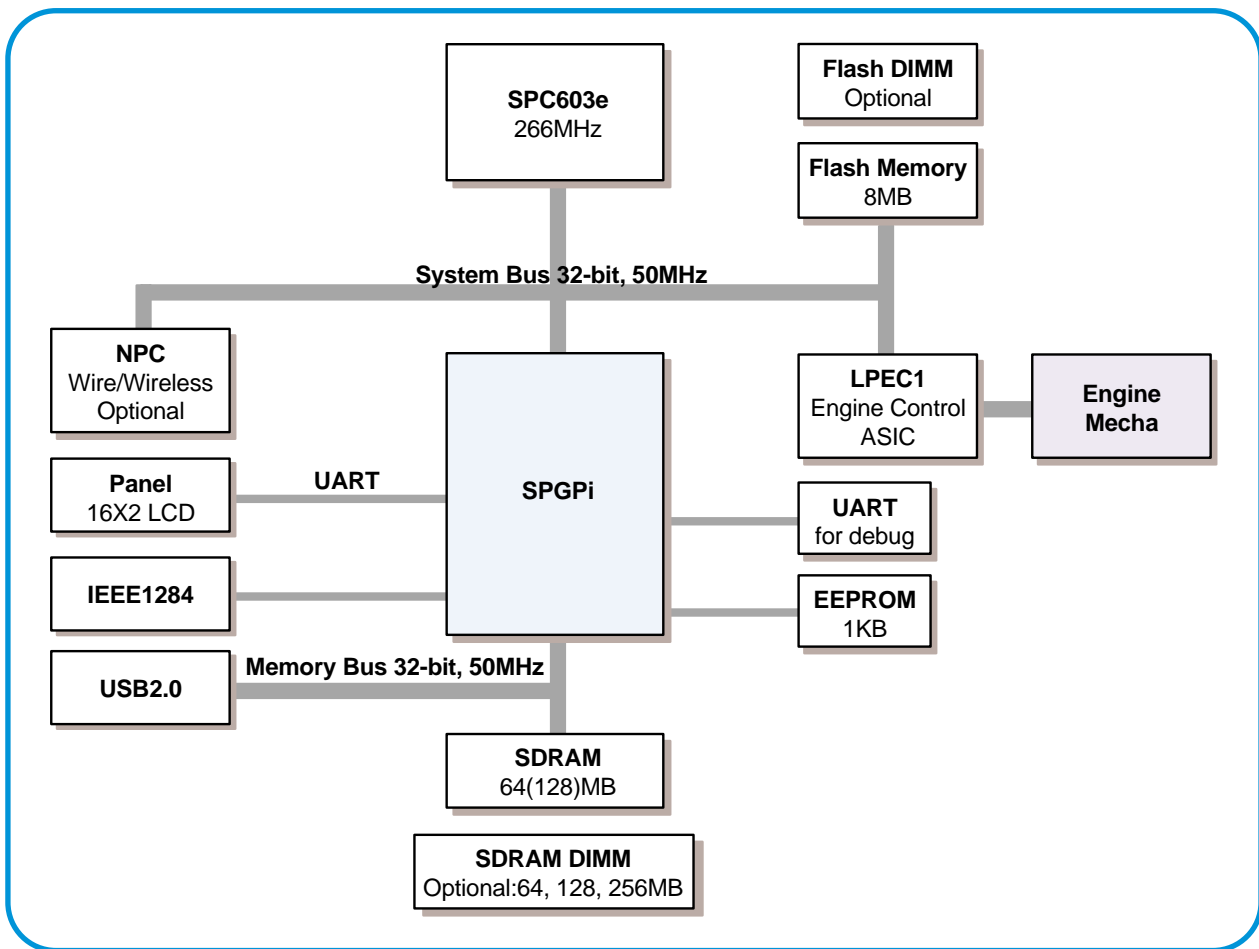 SPC603e
266MHz
Flash DIMM
Optional
Flash Memory
8MB
System Bus 32-bit, 50MHz
NPC
Wire/Wireless
Optional
LPEC1
Engine Control
ASIC
Engine
Mecha
Panel
16X2 LCD
UART
SPGPi
UART
for debug
IEEE1284
EEPROM
1KB
USB2.0
Memory Bus 32-bit, 50MHz
SDRAM
64(128)MB
SDRAM DIMM
Optional:64, 128, 256MB